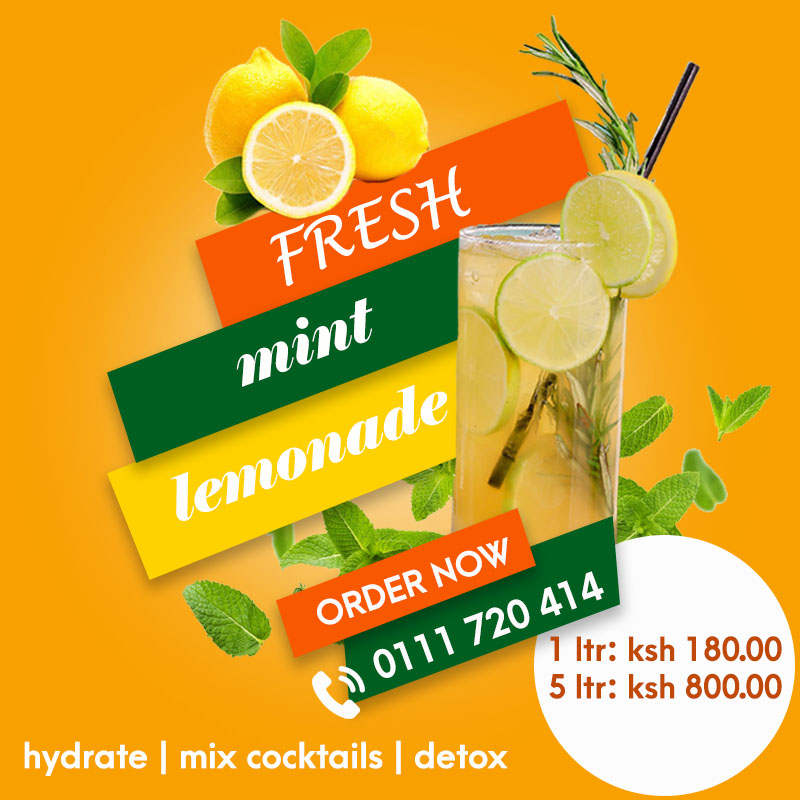 FRESH
mint
lemonade
ORDER NOW
0111 720 414
1 ltr: ksh 180.00
5 ltr: ksh 800.00
hydrate | mix cocktails | detox